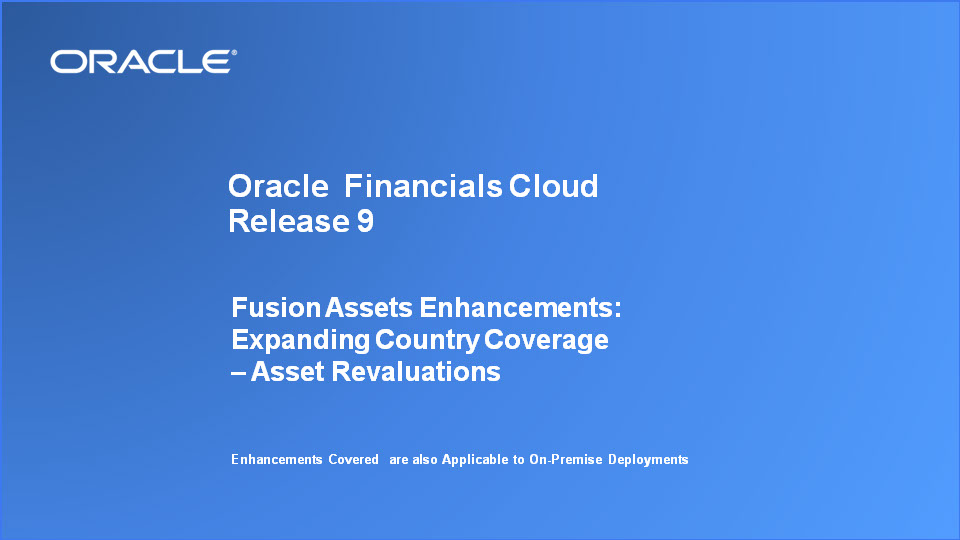 ORACLE®
Oracle Financials Cloud
Release 9
Fusion Assets Enhancements:
Expanding Country Coverage
– Asset Revaluations
Enhancements Covered are also Applicable to On-Premise Deployments